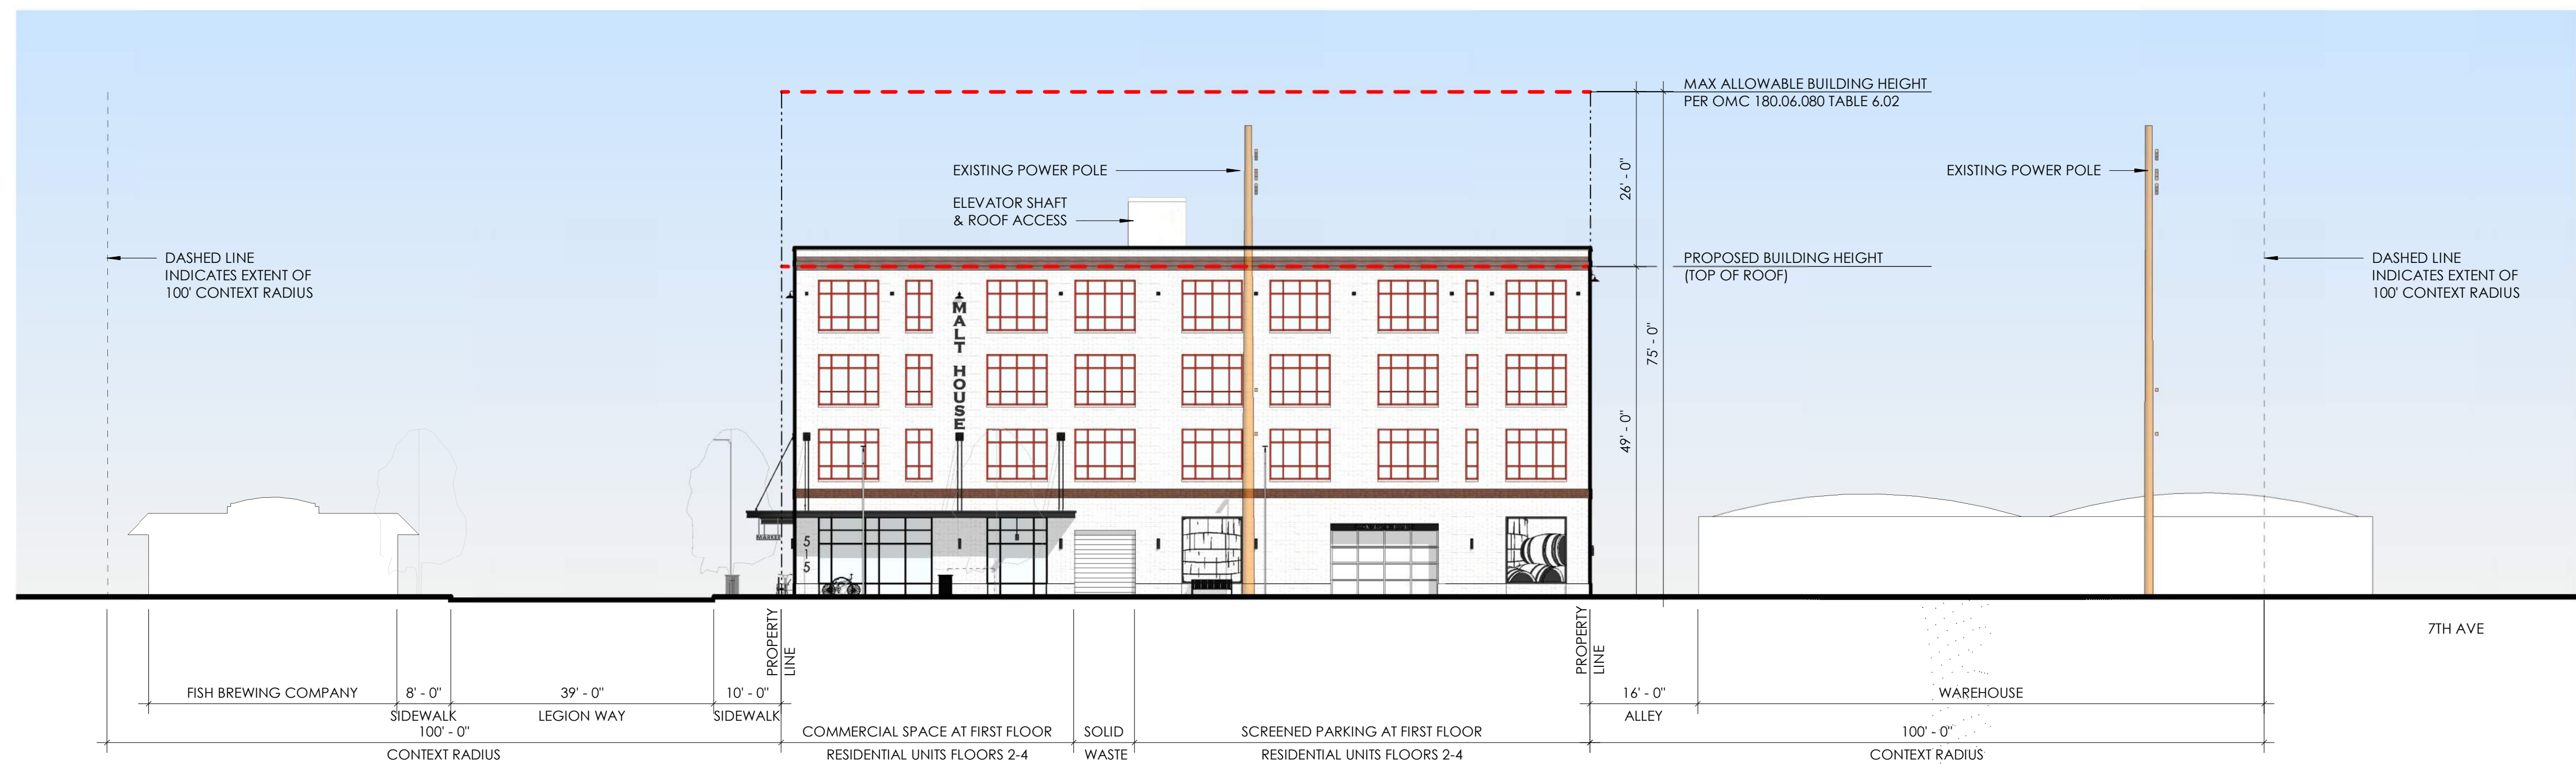 MAX ALLOWABLE BUILDING HEIGHT
PER OMC 180.06.080 TABLE 6.02
EXISTING POWER POLE
EXISTING POWER POLE
26' - 0"
ELEVATOR SHAFT
& ROOF ACCESS
DASHED LINE
INDICATES EXTENT OF
100' CONTEXT RADIUS
PROPOSED BUILDING HEIGHT
(TOP OF ROOF)
DASHED LINE
INDICATES EXTENT OF
100' CONTEXT RADIUS
MALT HOUSE
75' - 0"
49' - 0"
MARKET
515
7TH AVE
PROPERTY
LINE
PROPERTY
LINE
FISH BREWING COMPANY
8' - 0"
39' - 0"
10' - 0"
16' - 0"
WAREHOUSE
SIDEWALK
LEGION WAY
SIDEWALK
ALLEY
100' - 0"
COMMERCIAL SPACE AT FIRST FLOOR
SOLID
SCREENED PARKING AT FIRST FLOOR
100' - 0"
CONTEXT RADIUS
RESIDENTIAL UNITS FLOORS 2-4
WASTE
RESIDENTIAL UNITS FLOORS 2-4
CONTEXT RADIUS